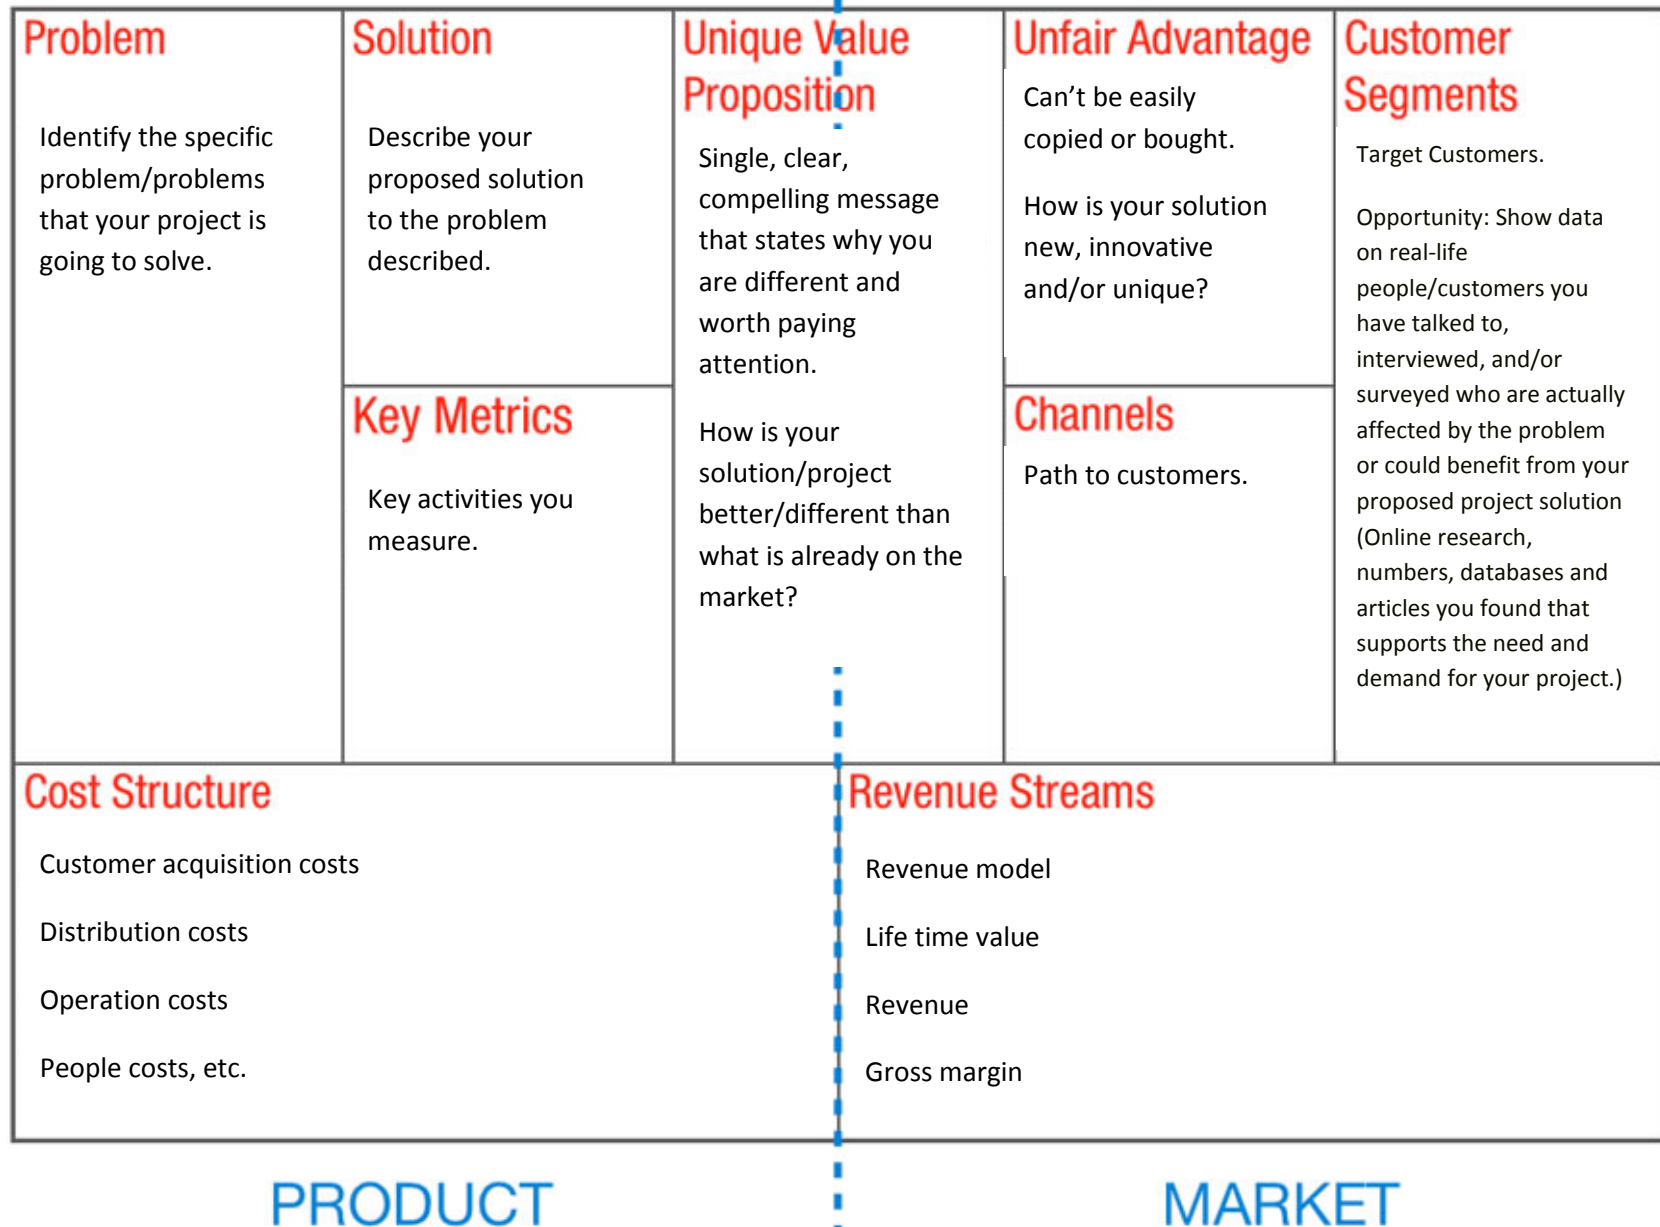 Problem
Identify the specific
problem/problems
that your project is
going to solve.
Solution
Describe your
proposed solution
to the problem
described.
Key Metrics
Key activities you
measure.
Unique Value
Proposition
Single, clear,
compelling message
that states why you
are different and
worth paying
attention.
How is your
solution/project
better/different than
what is already on the
market?
Unfair Advantage
Can’t be easily
copied or bought.
How is your solution
new, innovative
and/or unique?
Channels
Path to customers.
Customer
Segments
Target Customers.
Opportunity: Show data
on real-life
people/customers you
have talked to,
interviewed, and/or
surveyed who are actually
affected by the problem
or could benefit from your
proposed project solution
(Online research,
numbers, databases and
articles you found that
supports the need and
demand for your project.)
Cost Structure
Customer acquisition costs
Distribution costs
Operation costs
People costs, etc.
Revenue Streams
Revenue model
Life time value
Revenue
Gross margin
PRODUCT
MARKET